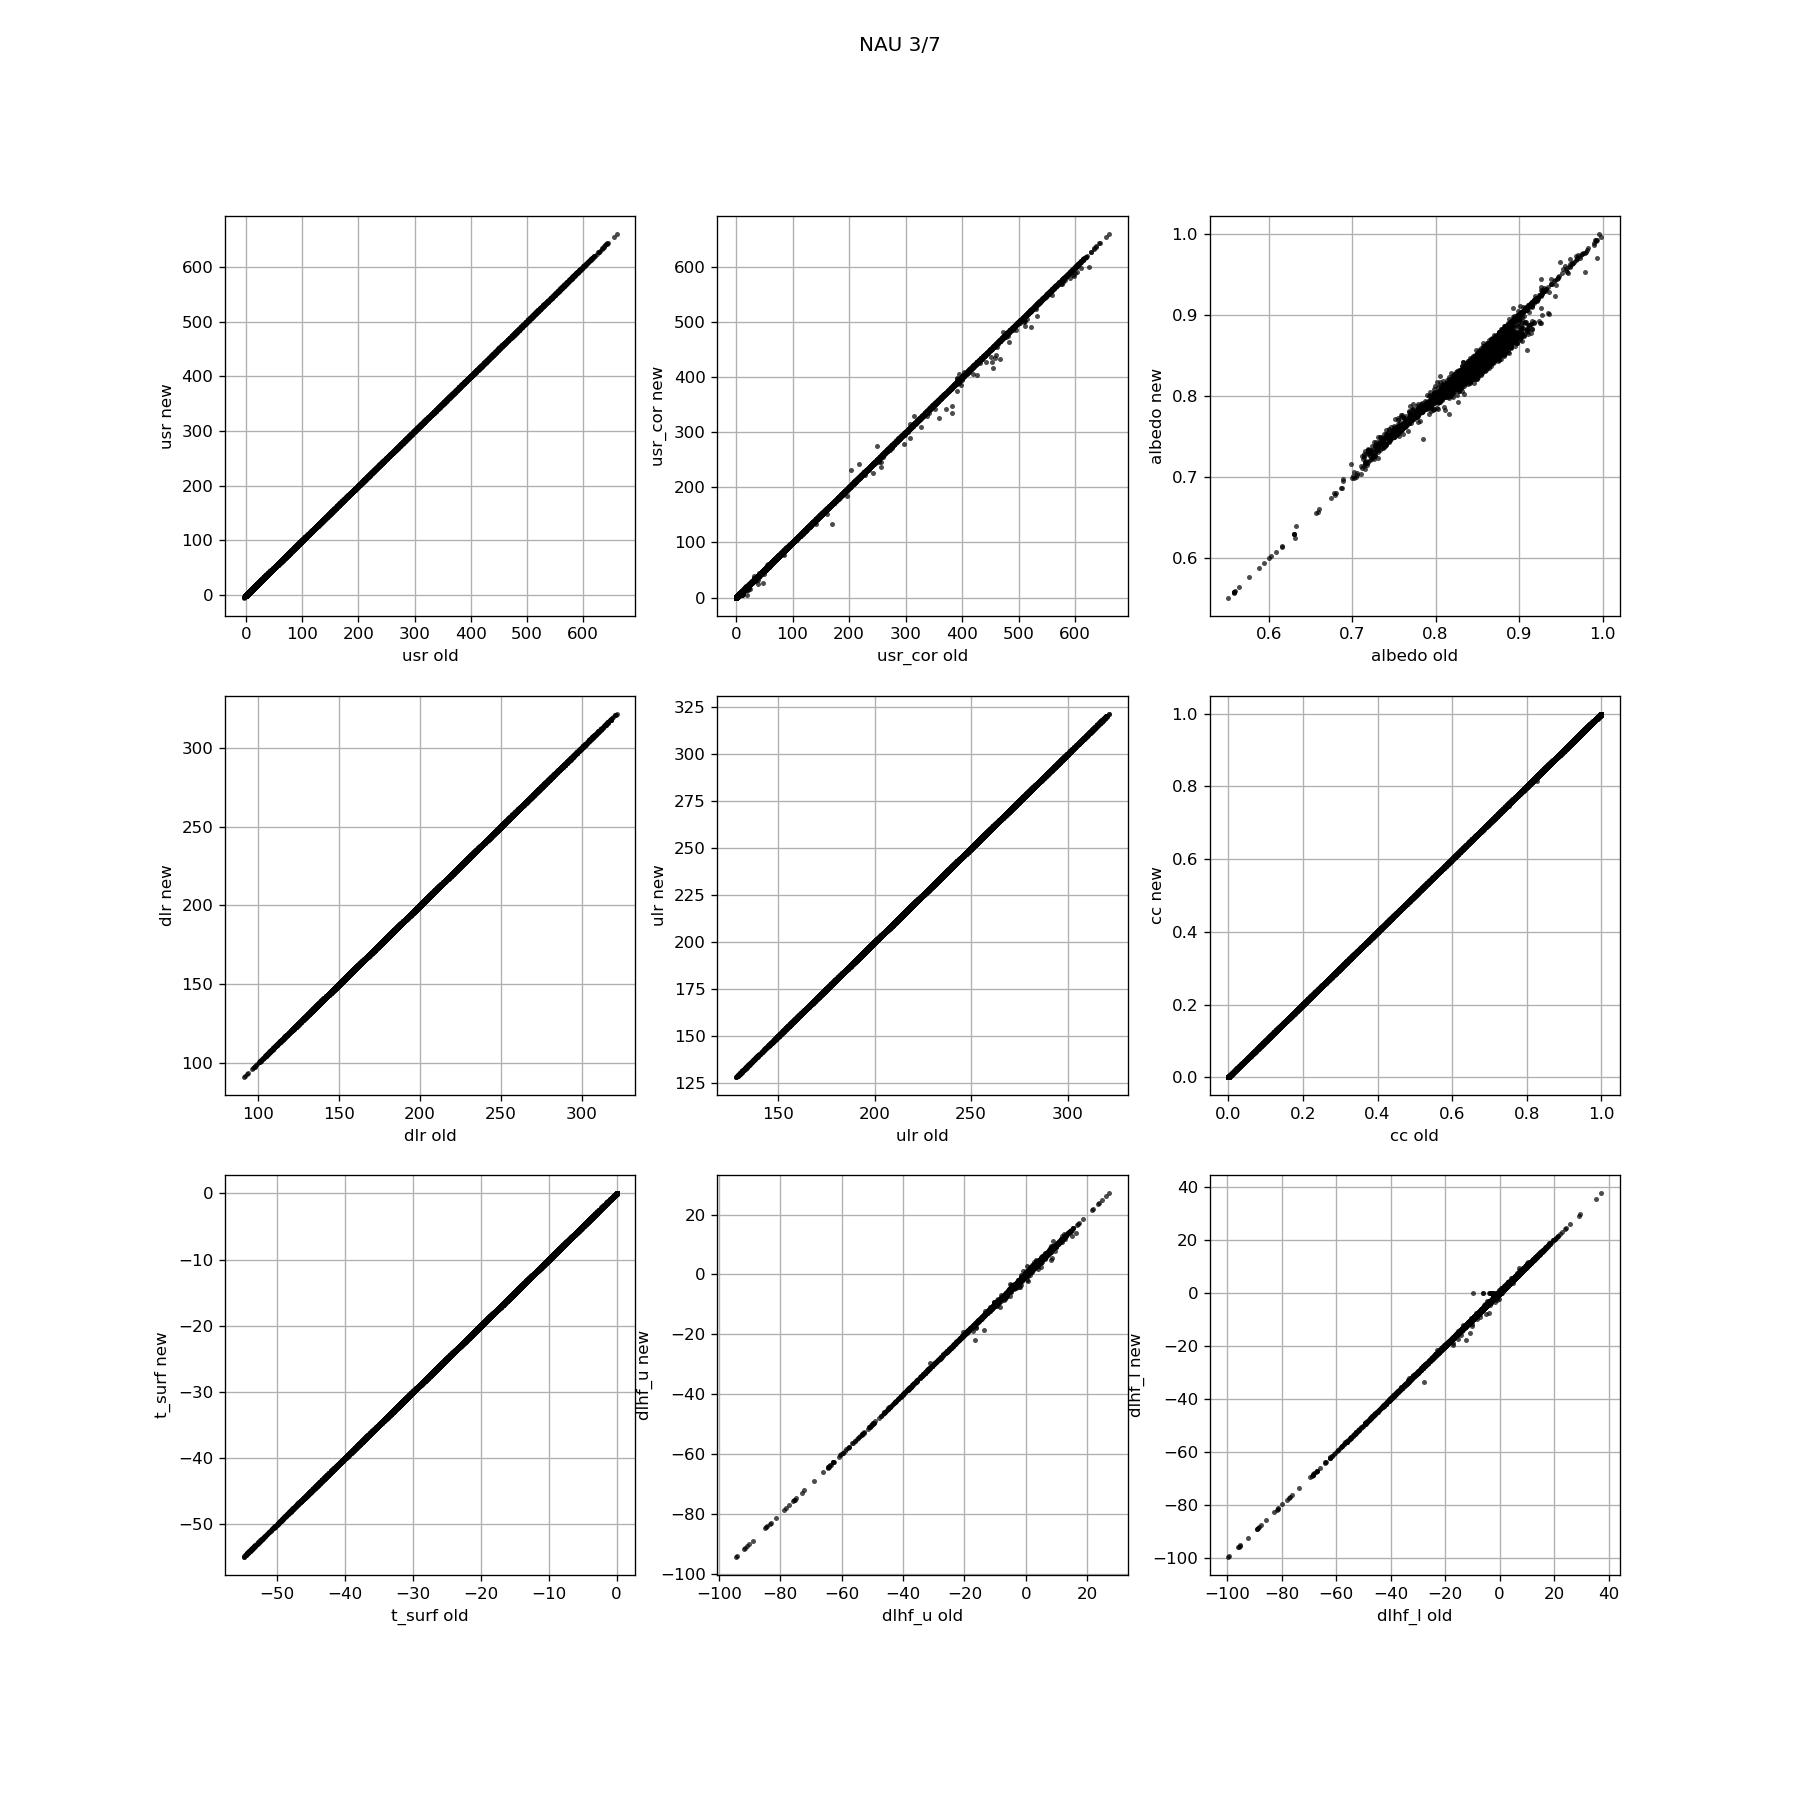 NAU 3/7
usr new
600
500
400
300
200
100
0
0 100 200 300 400 500 600
usr old
usr_cor new
600
500
400
300
200
100
0
0 100 200 300 400 500 600
usr_cor old
albedo new
1.0
0.9
0.8
0.7
0.6
0.6 0.7 0.8 0.9 1.0
albedo old
dlr new
300
250
200
150
100
100 150 200 250 300
dlr old
ulr new
325
300
275
250
225
200
175
150
125
150 200 250 300
ulr old
cc new
1.0
0.8
0.6
0.4
0.2
0.0
0.0 0.2 0.4 0.6 0.8 1.0
cc old
t_surf new
0
−10
−20
−30
−40
−50
−50 −40 −30 −20 −10 0
t_surf old
dlhf_u new
20
0
−20
−40
−60
−80
−100
−100 −80 −60 −40 −20 0 20
dlhf_u old
dlhf_l new
40
20
0
−20
−40
−60
−80
−100
−100 −80 −60 −40 −20 0 20 40
dlhf_l old